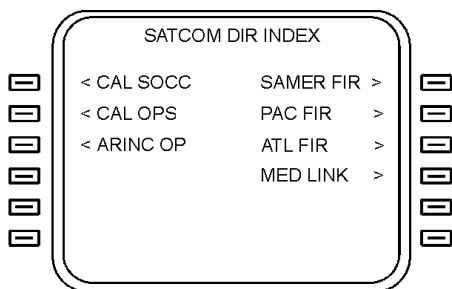 SATCOM DIR INDEX
< CAL SOCC SAMER FIR >
< CAL OPS PAC FIR >
< ARINC OP ATL FIR >
MED LINK >